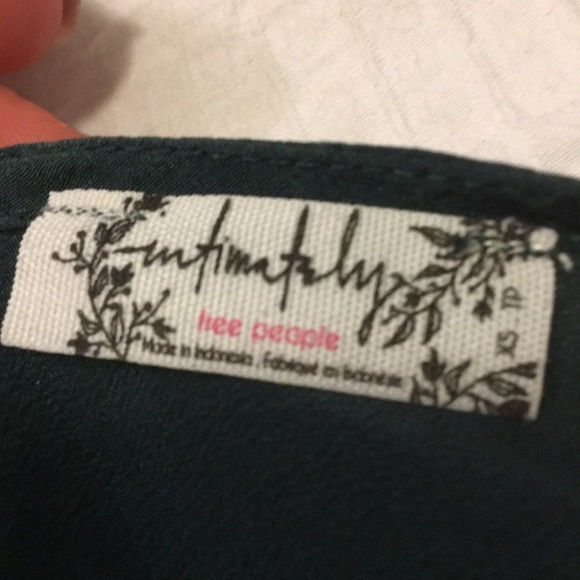 intimately
free people
Made in Indonesia , Fabriqué en Indonésie
XS TP